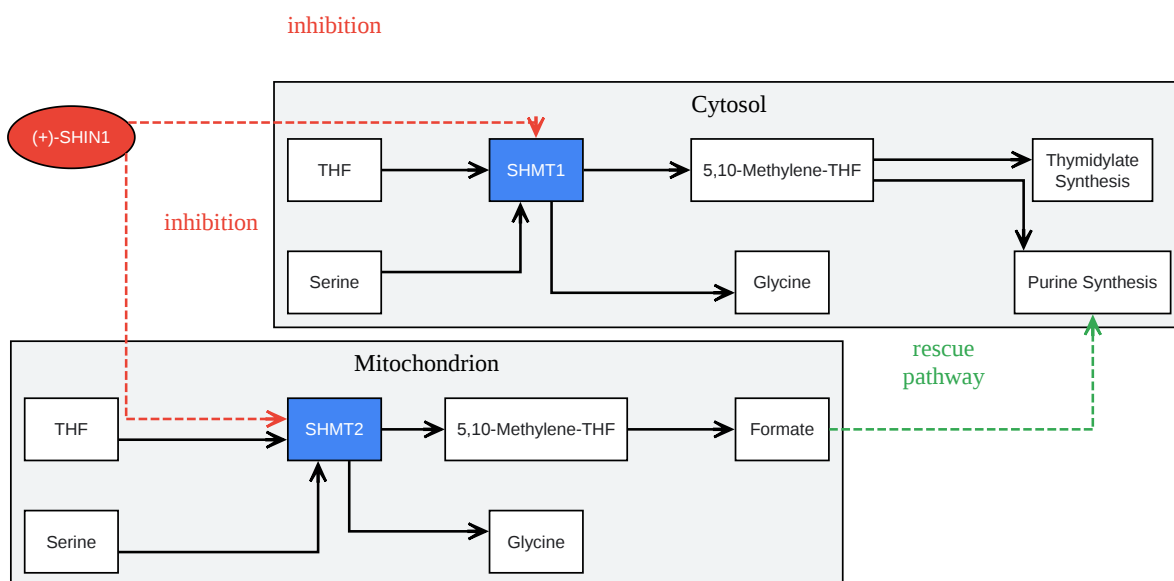 inhibition
Cytosol
(+)-SHIN1
THF
SHMT1
5,10-Methylene-THF
Thymidylate
Synthesis
inhibition
Serine
Glycine
Purine Synthesis
rescue
pathway
Mitochondrion
THF
SHMT2
5,10-Methylene-THF
Formate
Serine
Glycine